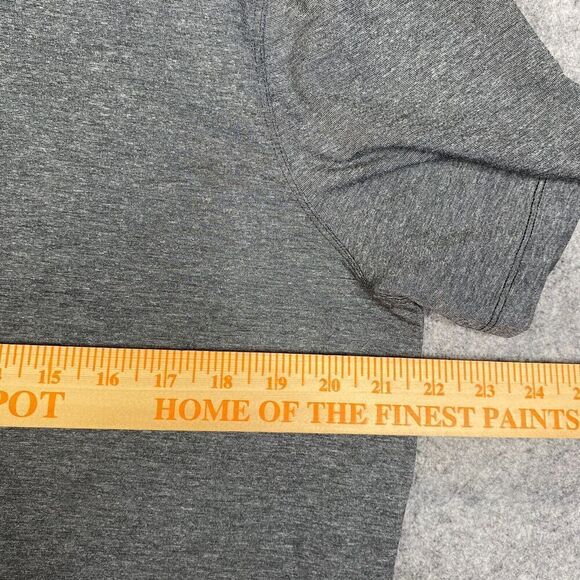 15 16 17 18 19 20 21 22 23 24
POT HOME OF THE FINEST PAINTS